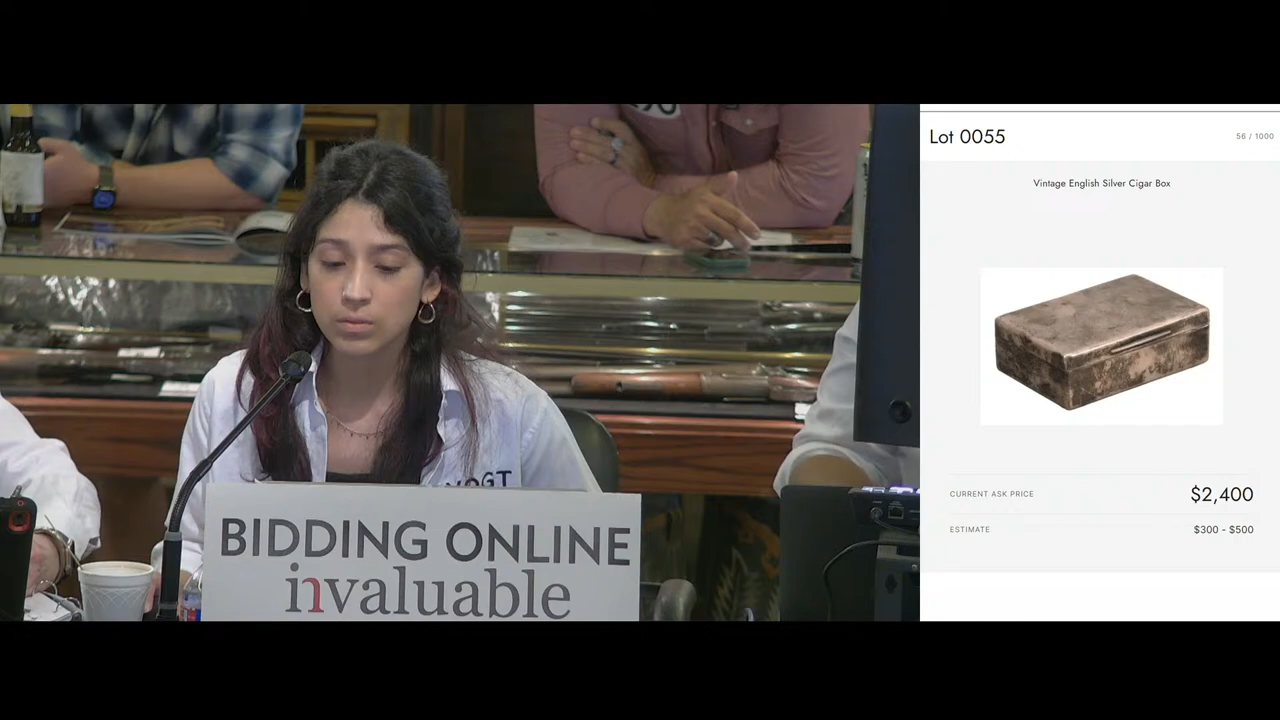 Lot 0055
56 / 1000
Vintage English Silver Cigar Box
CURRENT ASK PRICE
$2,400
ESTIMATE
$300 - $500
VOGT
BIDDING ONLINE
invaluable